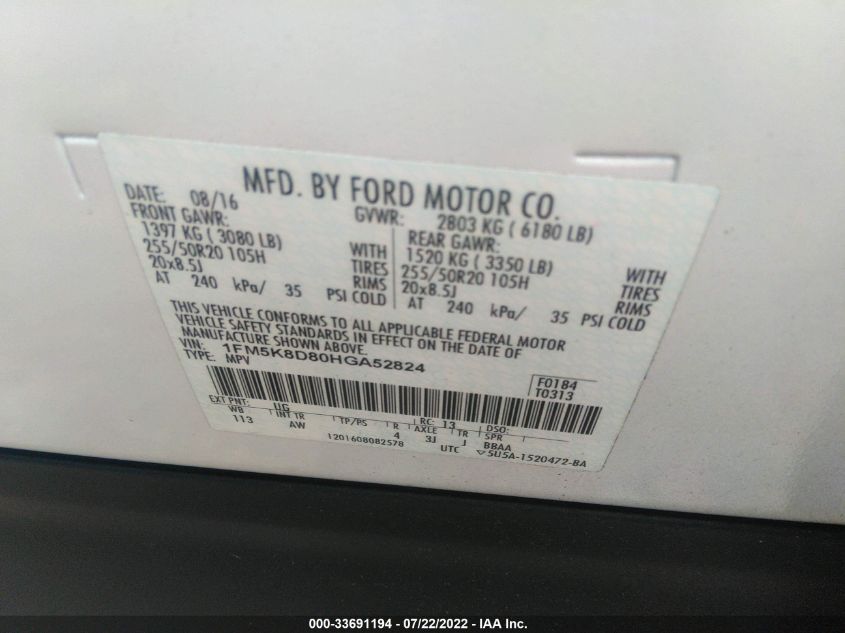 MFD. BY FORD MOTOR CO.
DATE: 08/16 GVWR: 2803 KG ( 6180 LB)
FRONT GAWR: REAR GAWR:
1397 KG ( 3080 LB) WITH 1520 KG ( 3350 LB) WITH
255/50R20 105H TIRES 255/50R20 105H TIRES
20x8.5J RIMS 20x8.5J RIMS
AT 240 kPa/ 35 PSI COLD AT 240 kPa/ 35 PSI COLD
THIS VEHICLE CONFORMS TO ALL APPLICABLE FEDERAL MOTOR
VEHICLE SAFETY STANDARDS IN EFFECT ON THE DATE OF
MANUFACTURE SHOWN ABOVE.
VIN: 1FM5K8D80HGA52824
TYPE: MPV
F0184
T0313
EXT PNT: UG RC: 13 DSO:
WB INT TR TP/PS R AXLE TR SPR
113 AW 4 3J J BBAA
1201608082578 UTC ▽5U5A-1520472-BA
000-33691194 - 07/22/2022 - IAA Inc.